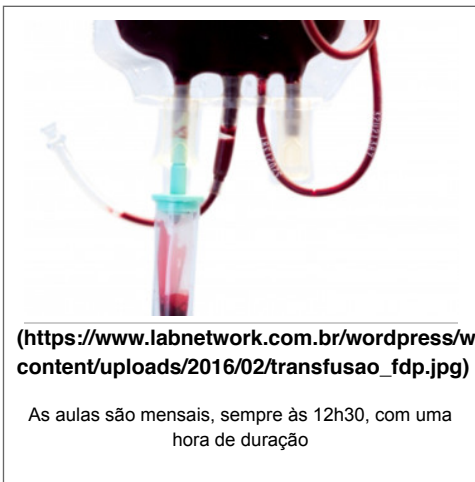 (https://www.labnetwork.com.br/wordpress/w
content/uploads/2016/02/transfusao_fdp.jpg)
As aulas são mensais, sempre às 12h30, com uma
hora de duração